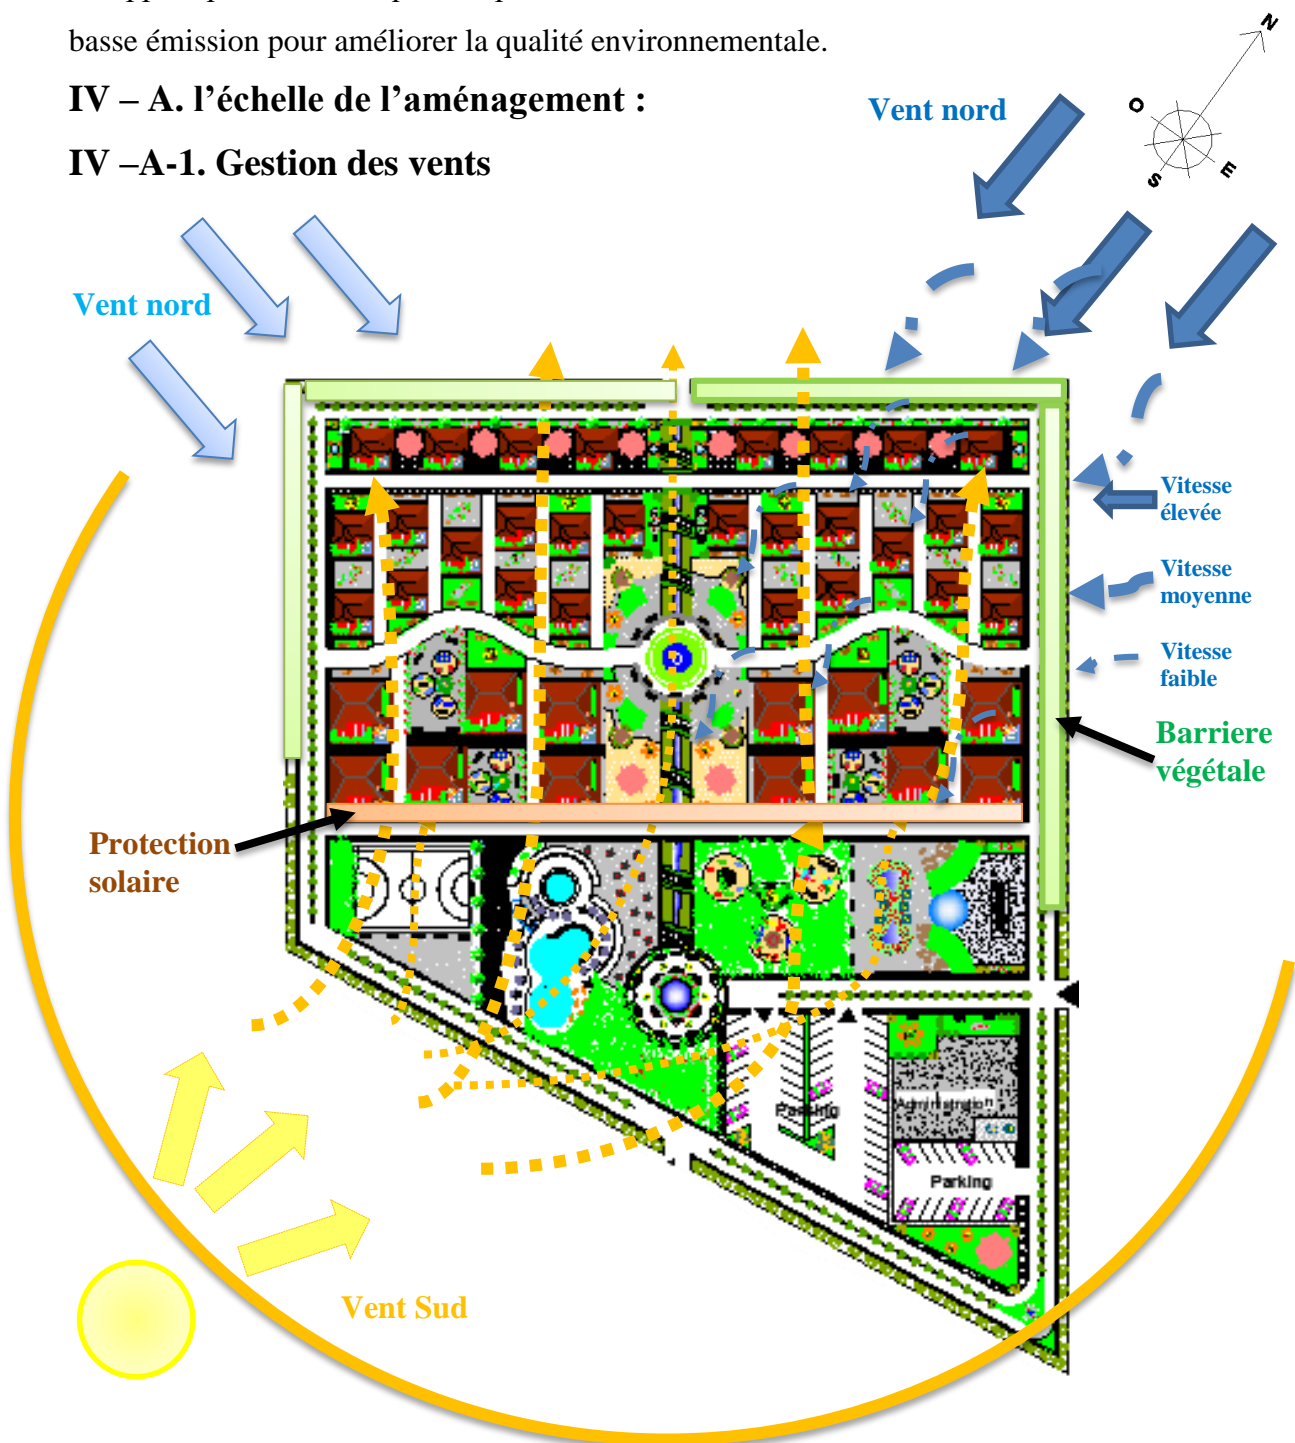 basse émission pour améliorer la qualité environnementale.
IV – A. l’échelle de l’aménagement :
IV –A-1. Gestion des vents
Vent nord
N
O
E
S
Vent nord
Vitesse
élevée
Vitesse
moyenne
Vitesse
faible
Barriere
végétale
Protection
solaire
Parking
Administration
Parking
Vent Sud